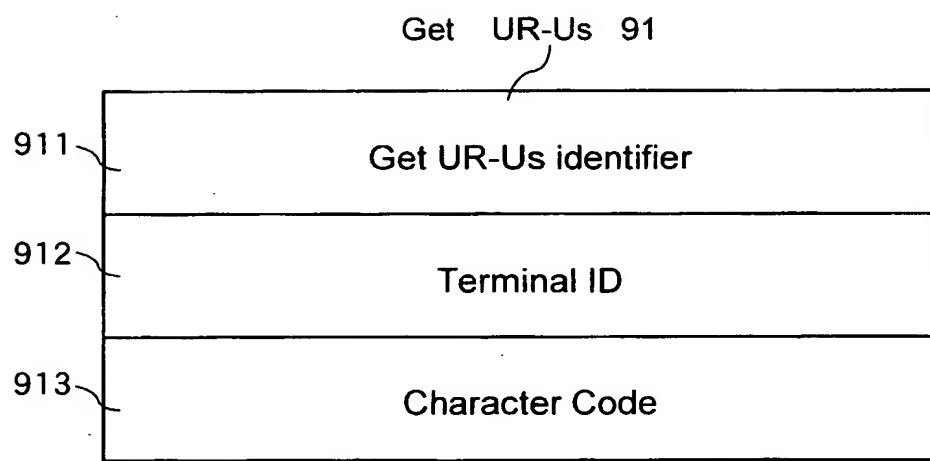 Get UR-Us 91
911 Get UR-Us identifier
912 Terminal ID
913 Character Code